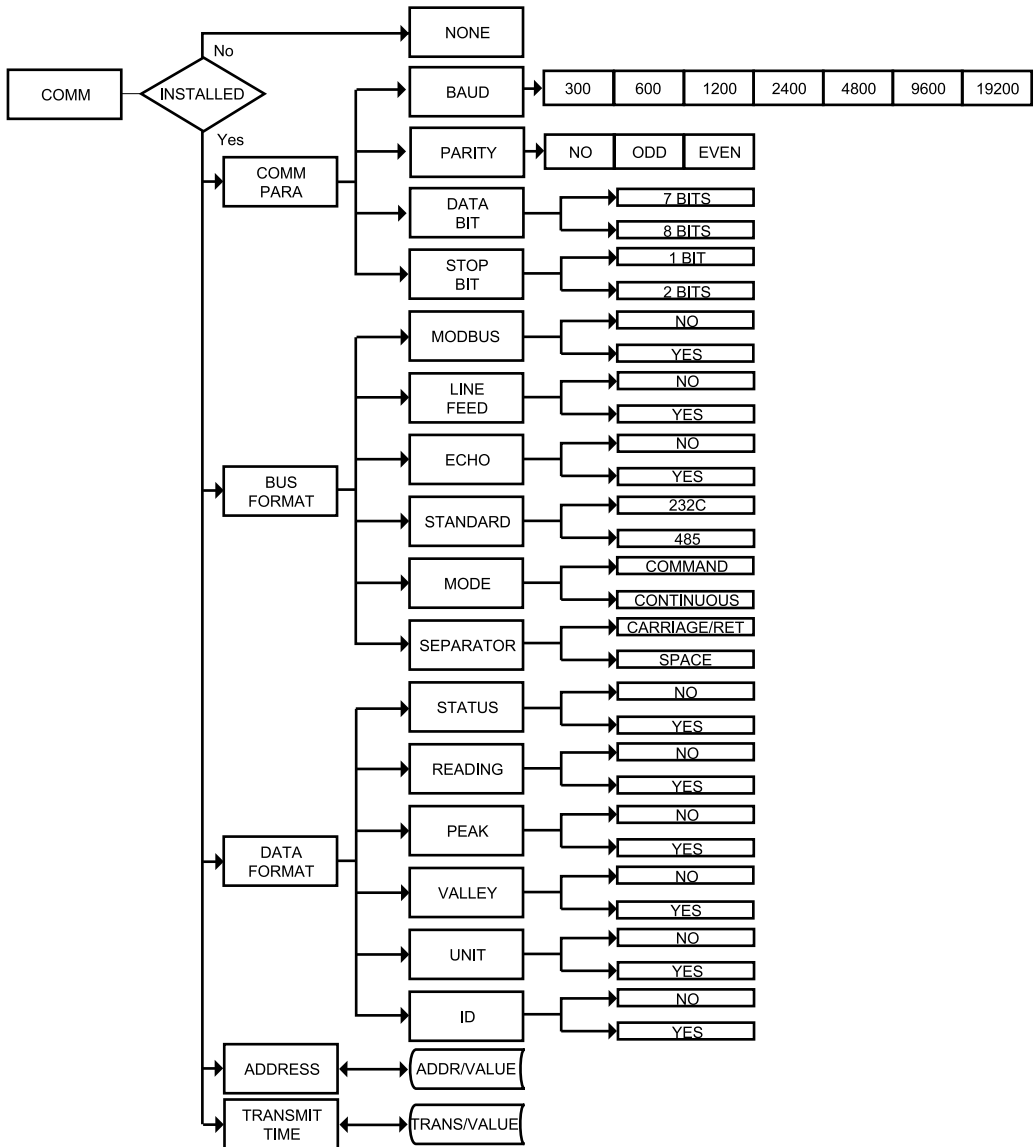 NONE
No
COMM
INSTALLED
Yes
BAUD
300 600 1200 2400 4800 9600 19200
PARITY
NO ODD EVEN
COMM
PARA
DATA
BIT
7 BITS
8 BITS
STOP
BIT
1 BIT
2 BITS
MODBUS
NO
YES
LINE
FEED
NO
YES
BUS
FORMAT
ECHO
NO
YES
STANDARD
232C
485
MODE
COMMAND
CONTINUOUS
SEPARATOR
CARRIAGE/RET
SPACE
STATUS
NO
YES
READING
NO
YES
DATA
FORMAT
PEAK
NO
YES
VALLEY
NO
YES
UNIT
NO
YES
ID
NO
YES
ADDRESS
ADDR/VALUE
TRANSMIT
TIME
TRANS/VALUE